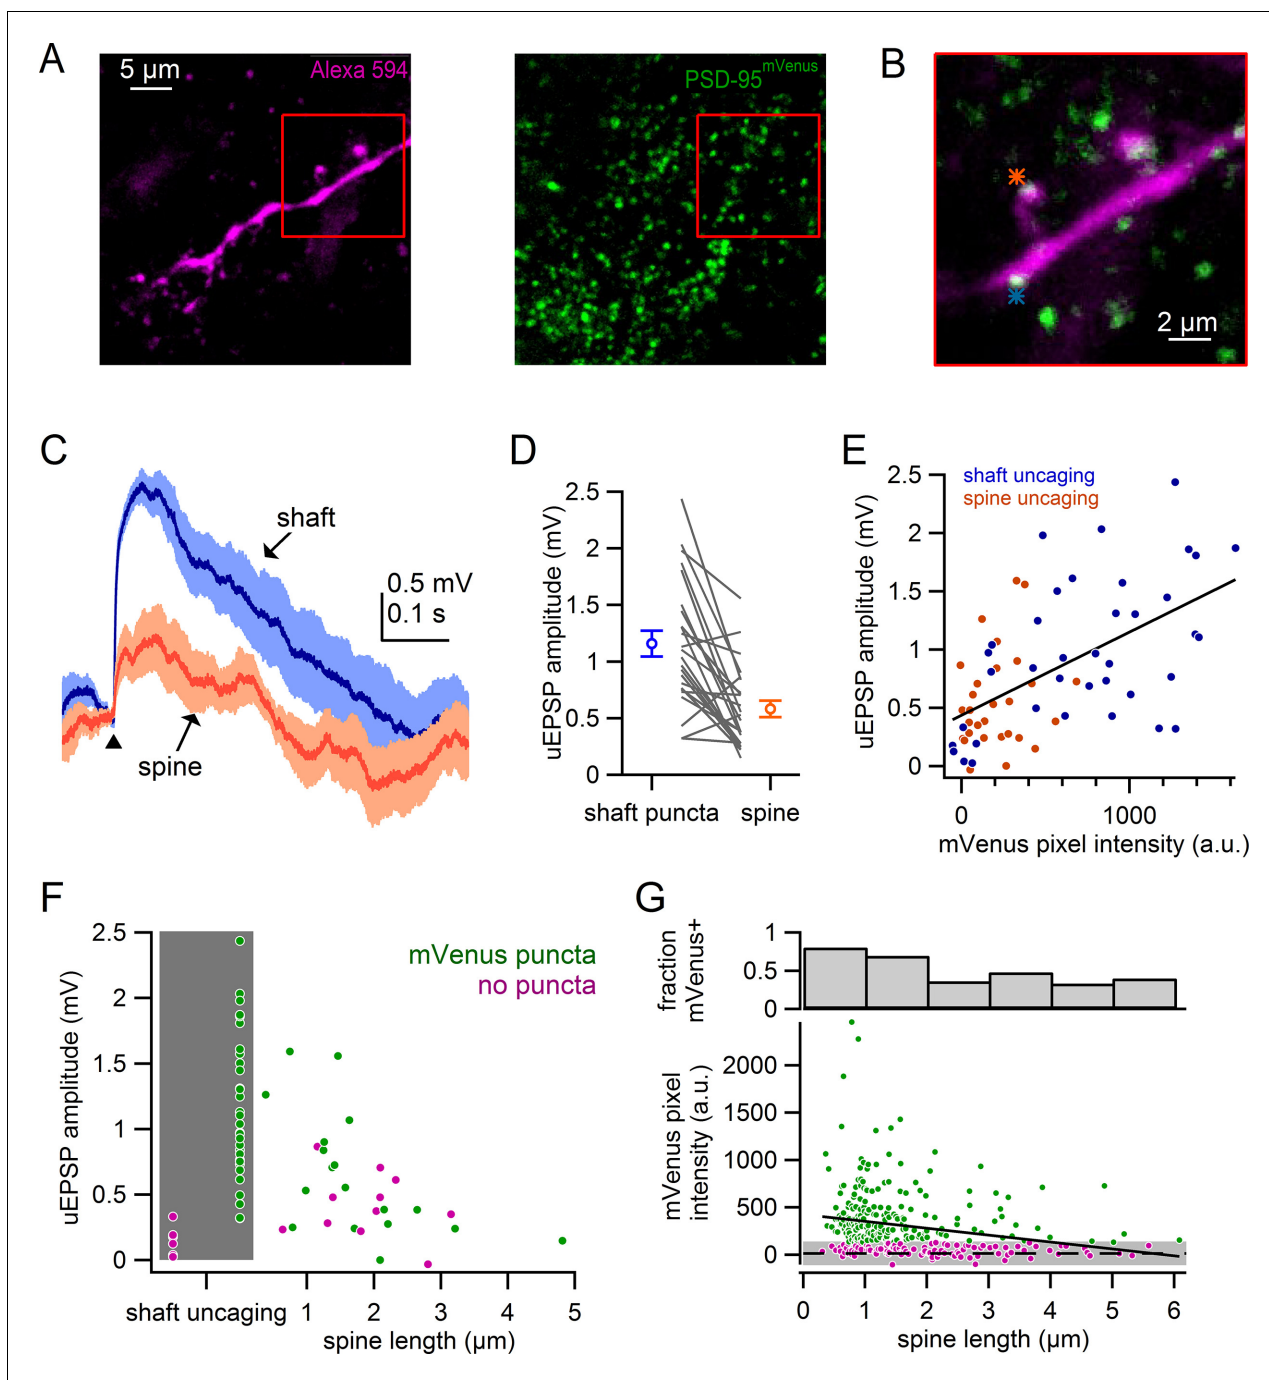 A
5 µm
Alexa 594
PSD-95mVenus
B
2 µm
C
shaft
0.5 mV
0.1 s
spine
D
uEPSP amplitude (mV)
2.5
2
1.5
1
0.5
0
shaft puncta
spine
E
uEPSP amplitude (mV)
2.5
2
1.5
1
0.5
0
shaft uncaging
spine uncaging
0 1000
mVenus pixel intensity (a.u.)
F
uEPSP amplitude (mV)
2.5
2
1.5
1
0.5
0
mVenus puncta
no puncta
shaft uncaging 1 2 3 4 5
spine length (µm)
G
fraction
mVenus+
1
0.5
0
mVenus pixel
intensity (a.u.)
2000
1500
1000
500
0
0 1 2 3 4 5 6
spine length (µm)